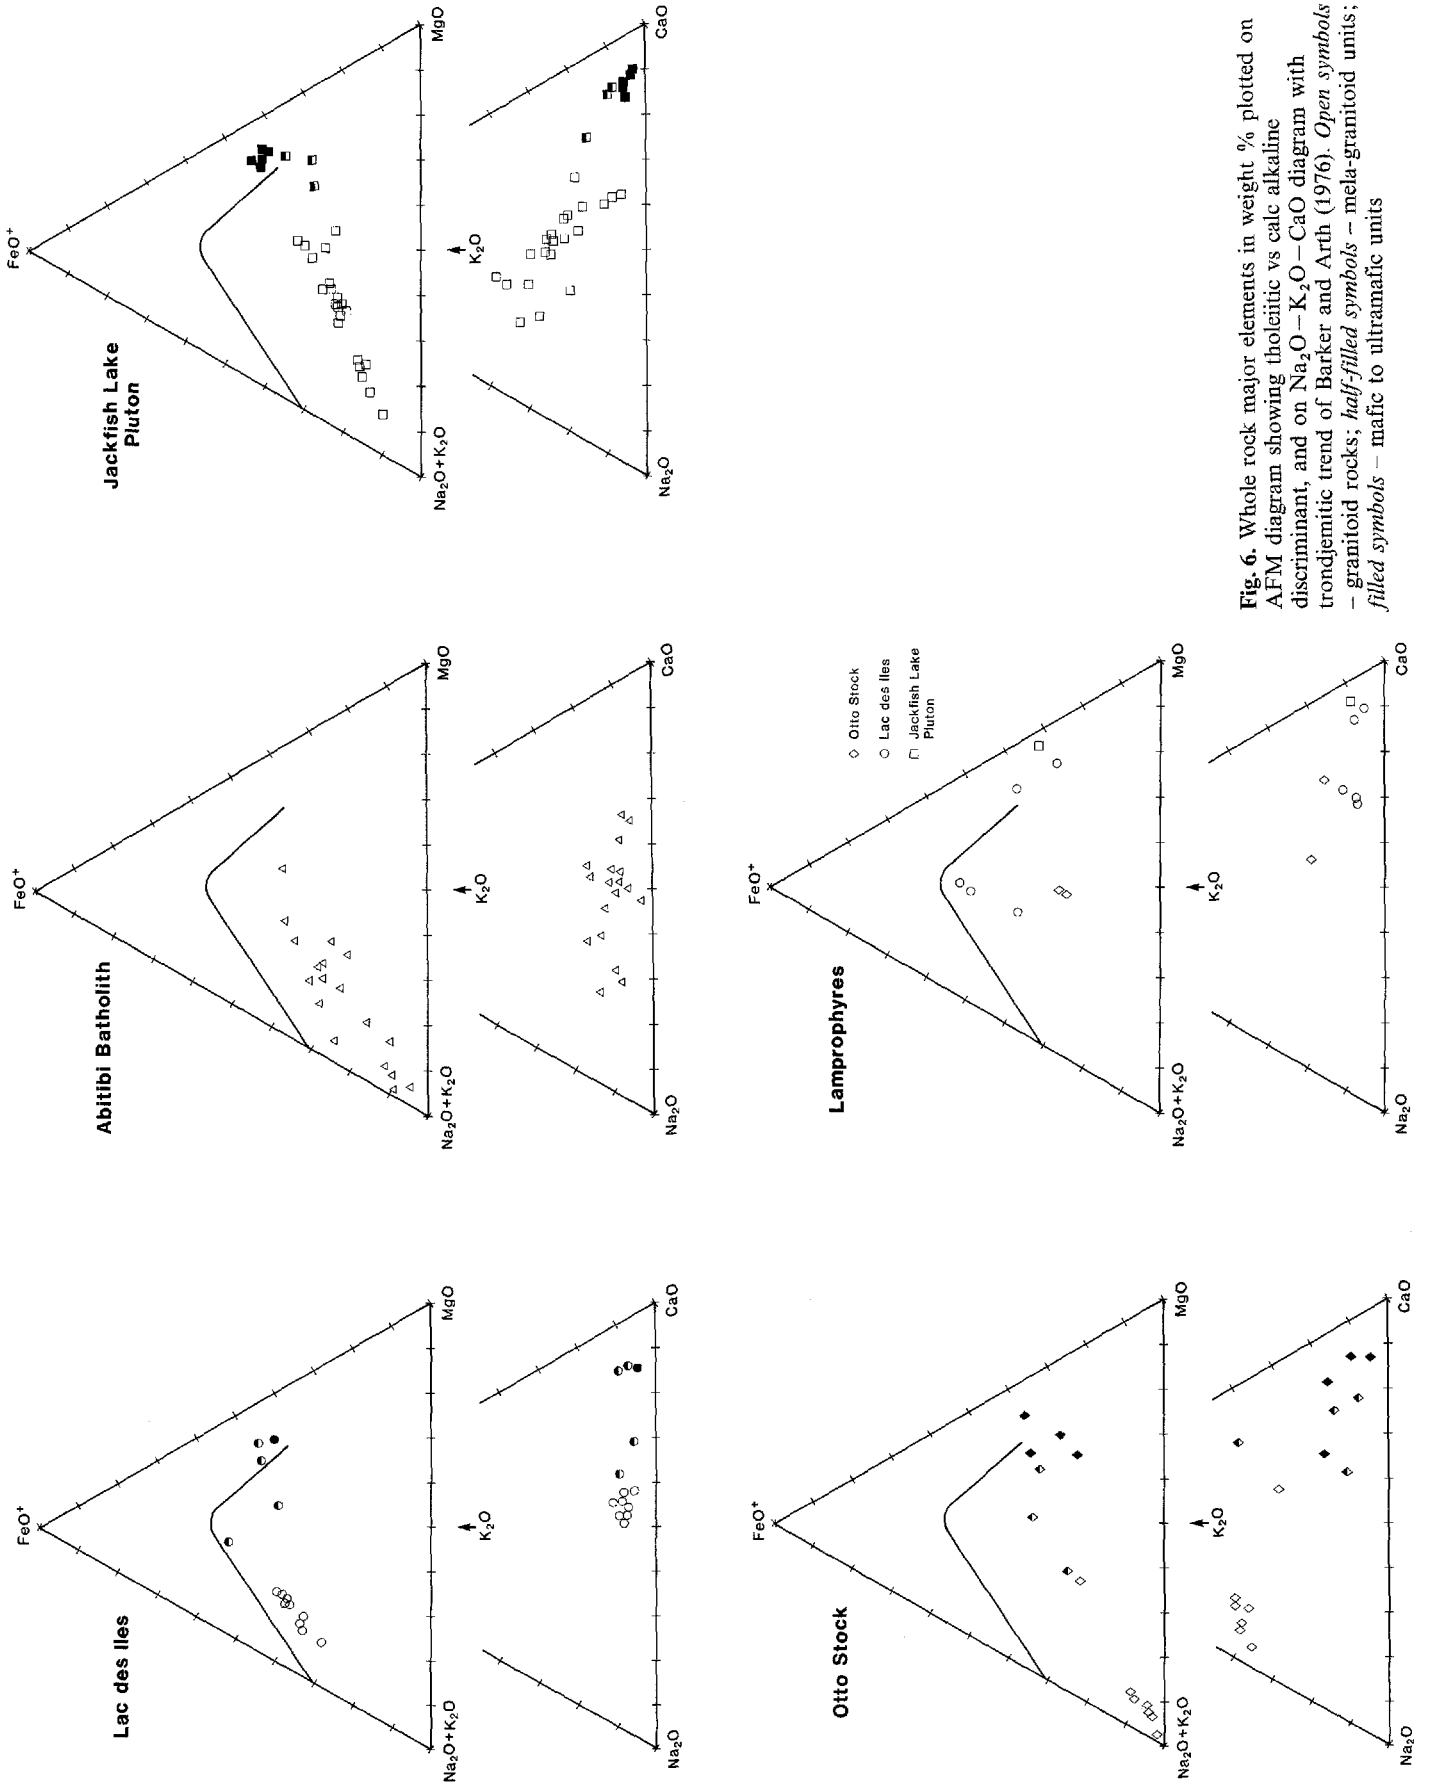 Lac des Iles
FeO⁺
Na₂O+K₂O
MgO
K₂O
Na₂O
CaO
Abitibi Batholith
FeO⁺
Na₂O+K₂O
MgO
K₂O
Na₂O
CaO
Jackfish Lake
Pluton
FeO⁺
Na₂O+K₂O
MgO
K₂O
Na₂O
CaO
Otto Stock
FeO⁺
Na₂O+K₂O
MgO
K₂O
Na₂O
CaO
Lamprophyres
FeO⁺
Na₂O+K₂O
MgO
Otto Stock
Lac des Iles
Jackfish Lake
Pluton
K₂O
Na₂O
CaO
Fig. 6. Whole rock major elements in weight % plotted on
AFM diagram showing tholeiitic vs calc alkaline
discriminant, and on Na₂O−K₂O−CaO diagram with
trondjemitic trend of Barker and Arth (1976). Open symbols
– granitoid rocks; half-filled symbols – mela-granitoid units;
filled symbols – mafic to ultramafic units